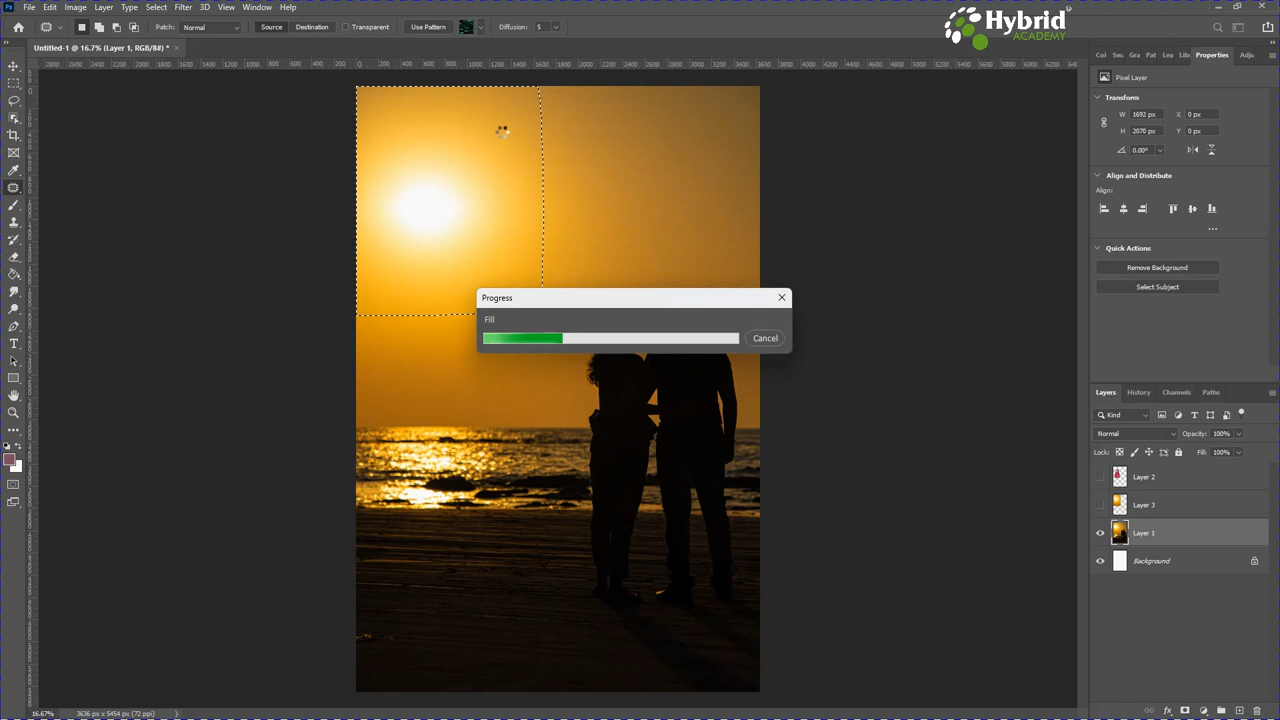 Ps File Edit Image Layer Type Select Filter 3D View Window Help
Patch: Normal Source Destination Transparent Use Pattern Diffusion: 5
Hybrid
ACADEMY
Untitled-1 @ 16.7% (Layer 1, RGB/8#) *
Col Swa Gra Pat Lea Lib Properties Adju
Pixel Layer
Transform
W 1692 px X 0 px
H 2070 px Y 0 px
0.00°
Align and Distribute
Align:
Quick Actions
Remove Background
Select Subject
Progress
Fill
Cancel
Layers History Channels Paths
Kind
Normal Opacity: 100%
Lock: Fill: 100%
Layer 2
Layer 3
Layer 1
Background
16.67% 3636 px x 5454 px (72 ppi)